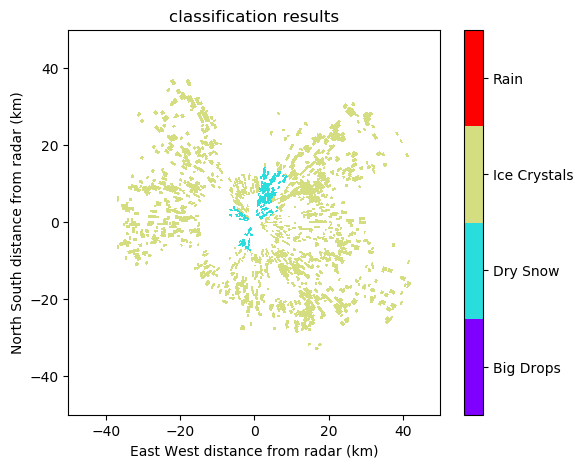 classification results
North South distance from radar (km)
40
20
0
−20
−40
−40
−20
0
20
40
East West distance from radar (km)
Rain
Ice Crystals
Dry Snow
Big Drops